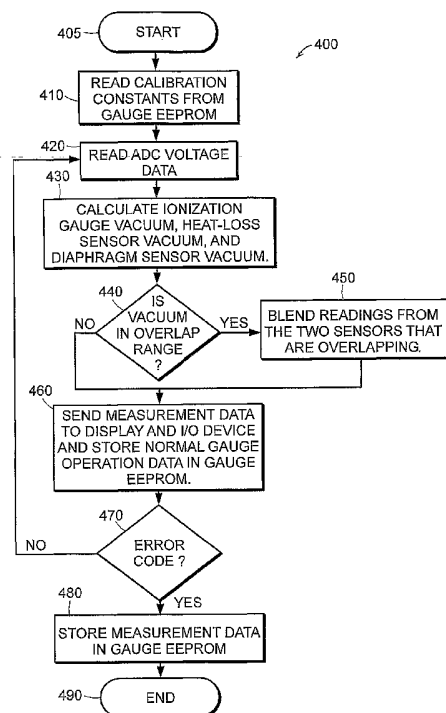 405
START
400
410
READ CALIBRATION
CONSTANTS FROM
GAUGE EEPROM
420
READ ADC VOLTAGE
DATA
430
CALCULATE IONIZATION
GAUGE VACUUM, HEAT-LOSS
SENSOR VACUUM, AND
DIAPHRAGM SENSOR VACUUM.
440
IS
VACUUM
IN OVERLAP
RANGE
?
NO
YES
450
BLEND READINGS FROM
THE TWO SENSORS THAT
ARE OVERLAPPING.
460
SEND MEASUREMENT DATA
TO DISPLAY AND I/O DEVICE
AND STORE NORMAL GAUGE
OPERATION DATA IN GAUGE
EEPROM.
470
ERROR
CODE ?
NO
YES
480
STORE MEASUREMENT DATA
IN GAUGE EEPROM
490
END